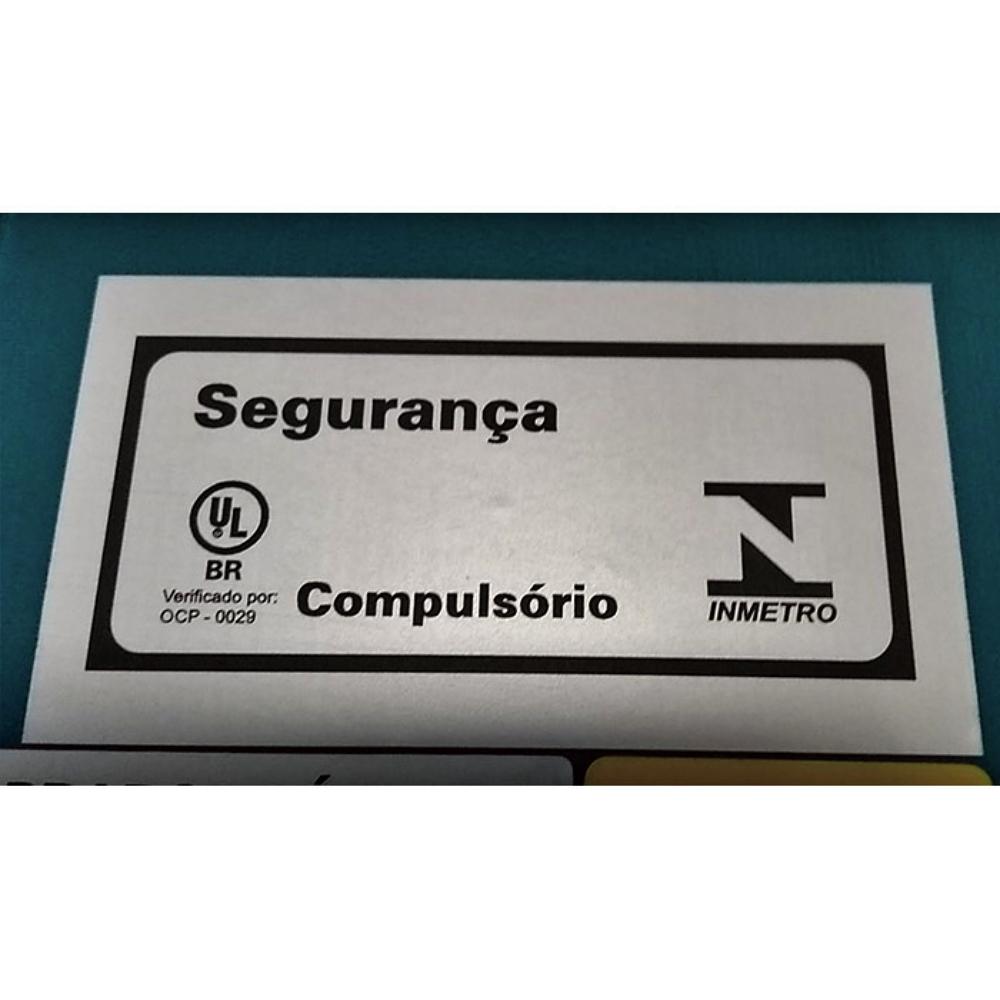 Segurança
UL
BR
Verificado por:
OCP - 0029
Compulsório
INMETRO